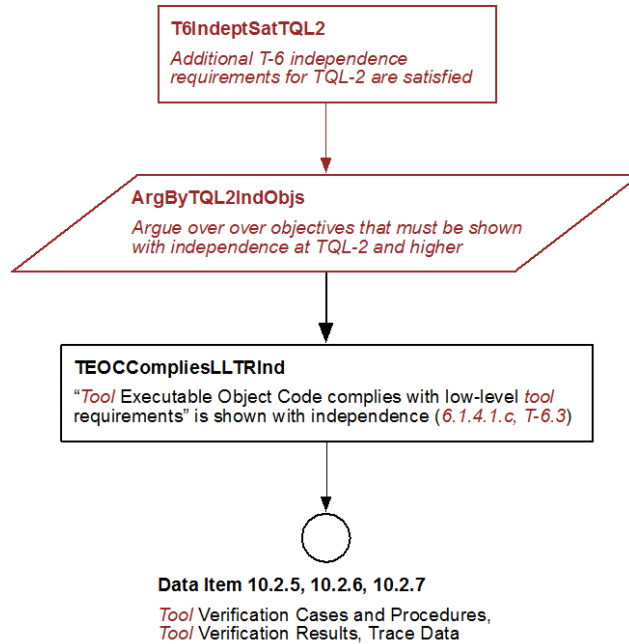 T6IndeptSatTQL2
Additional T-6 independence
requirements for TQL-2 are satisfied
ArgByTQL2IndObjs
Argue over over objectives that must be shown
with independence at TQL-2 and higher
TEOCCompliesLLTRInd
“Tool Executable Object Code complies with low-level tool
requirements” is shown with independence (6.1.4.1.c, T-6.3)
Data Item 10.2.5, 10.2.6, 10.2.7
Tool Verification Cases and Procedures,
Tool Verification Results, Trace Data